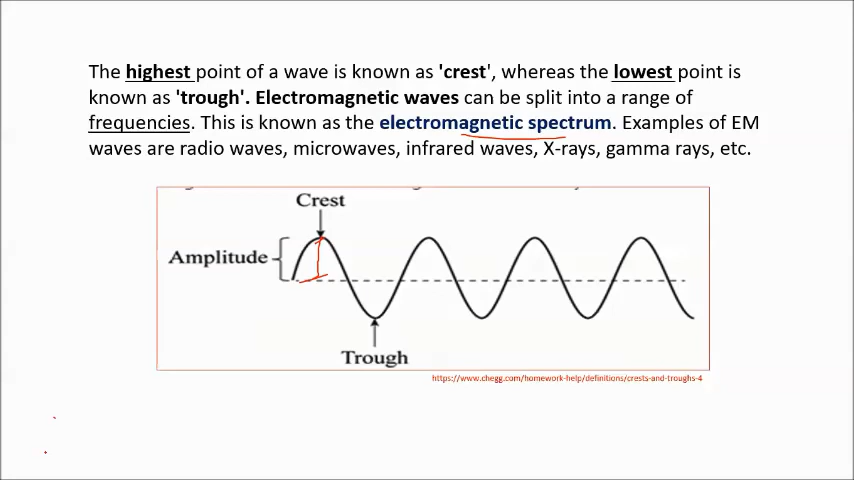 The highest point of a wave is known as 'crest', whereas the lowest point is
known as 'trough'. Electromagnetic waves can be split into a range of
frequencies. This is known as the electromagnetic spectrum. Examples of EM
waves are radio waves, microwaves, infrared waves, X-rays, gamma rays, etc.
Crest
Amplitude
Trough
https://www.chegg.com/homework-help/definitions/crests-and-troughs-4